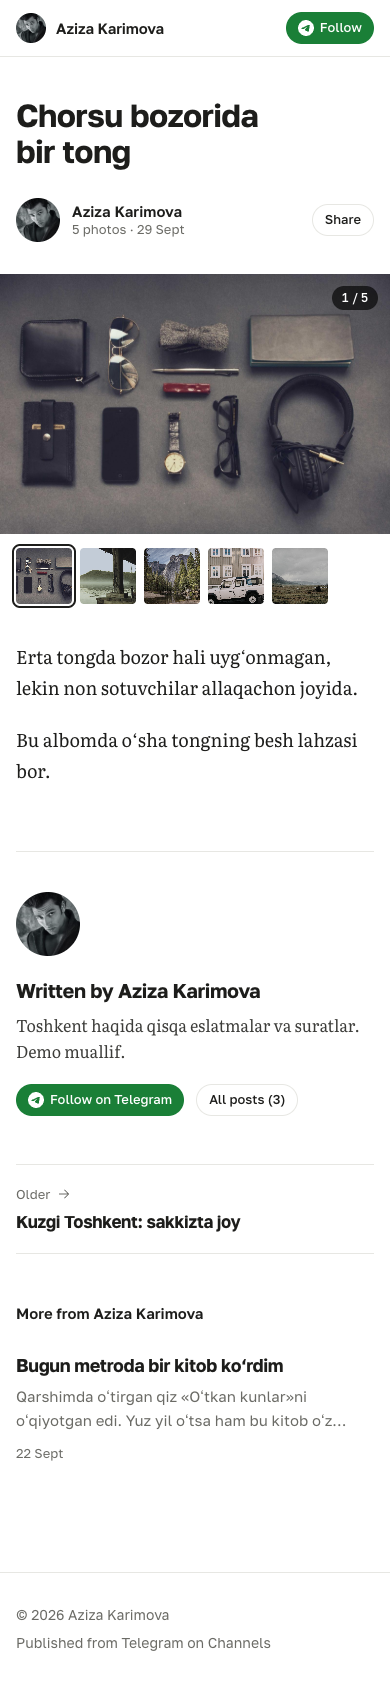 Aziza Karimova
Follow
Chorsu bozorida
bir tong
Aziza Karimova
5 photos · 29 Sept
Share
1 / 5
Erta tongda bozor hali uyg‘onmagan,
lekin non sotuvchilar allaqachon joyida.
Bu albomda o‘sha tongning besh lahzasi
bor.
Written by Aziza Karimova
Toshkent haqida qisqa eslatmalar va suratlar.
Demo muallif.
Follow on Telegram
All posts (3)
Older →
Kuzgi Toshkent: sakkizta joy
More from Aziza Karimova
Bugun metroda bir kitob ko‘rdim
Qarshimda o‘tirgan qiz «O‘tkan kunlar»ni
o‘qiyotgan edi. Yuz yil o‘tsa ham bu kitob o‘z…
22 Sept
© 2026 Aziza Karimova
Published from Telegram on Channels